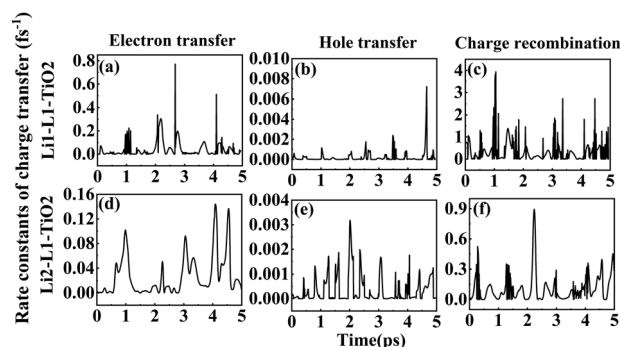 Electron transfer
Hole transfer
Charge recombination
Rate constants of charge transfer (fs-1)
Li1-L1-TiO2
(a)
0.8
0.6
0.4
0.2
0.0
0 1 2 3 4 5
(b)
0.010
0.008
0.006
0.004
0.002
0.000
0 1 2 3 4 5
(c)
4
3
2
1
0
0 1 2 3 4 5
Li2-L1-TiO2
(d)
0.16
0.12
0.08
0.04
0.00
0 1 2 3 4 5
(e)
0.004
0.003
0.002
0.001
0.000
0 1 2 3 4 5
(f)
0.9
0.6
0.3
0.0
0 1 2 3 4 5
Time(ps)